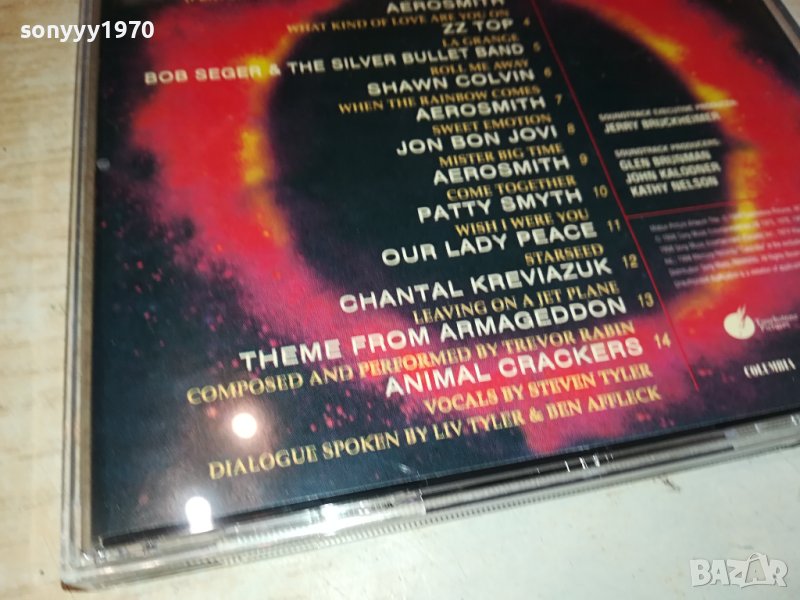 sonyyy1970
AEROSMITH
WHAT KIND OF LOVE ARE YOU ON
ZZ TOP 4
LA GRANGE
BOB SEGER & THE SILVER BULLET BAND 5
ROLL ME AWAY
SHAWN COLVIN 6
WHEN THE RAINBOW COMES
AEROSMITH 7
SWEET EMOTION
JON BON JOVI 8
MISTER BIG TIME
AEROSMITH 9
COME TOGETHER
PATTY SMYTH 10
WISH I WERE YOU
OUR LADY PEACE 11
STARSEED
CHANTAL KREVIAZUK 12
LEAVING ON A JET PLANE
THEME FROM ARMAGEDDON 13
COMPOSED AND PERFORMED BY TREVOR RABIN
ANIMAL CRACKERS 14
VOCALS BY STEVEN TYLER
DIALOGUE SPOKEN BY LIV TYLER & BEN AFFLECK
SOUNDTRACK EXECUTIVE PRODUCER
JERRY BRUCKHEIMER
SOUNDTRACK PRODUCERS
GLEN BRUNMAN
JOHN KALODNER
KATHY NELSON
Touchstone
Pictures
COLUMBIA
BAZAR